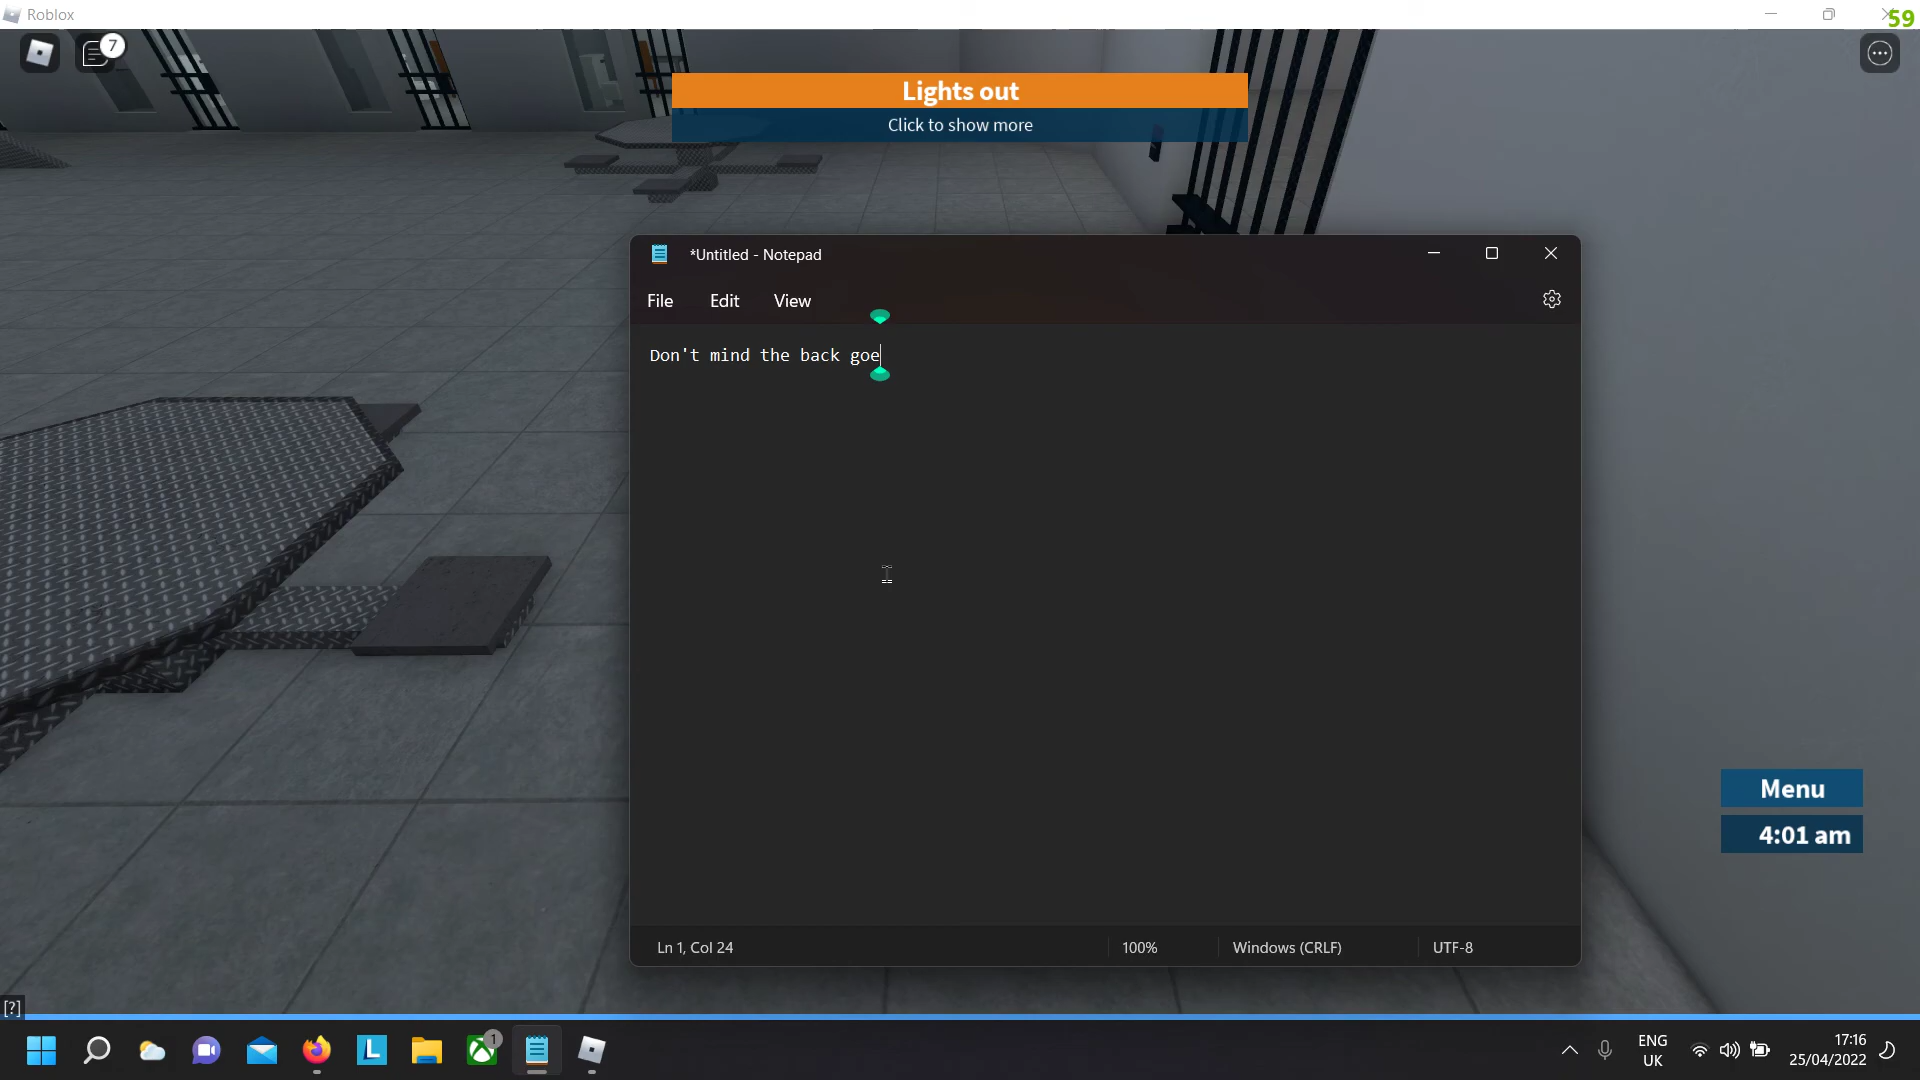 Roblox
59
7
Lights out
Click to show more
*Untitled - Notepad
File Edit View
Don't mind the back goe
Menu
4:01 am
Ln 1, Col 24 100% Windows (CRLF) UTF-8
[?]
L
1
ENG
UK
17:16
25/04/2022